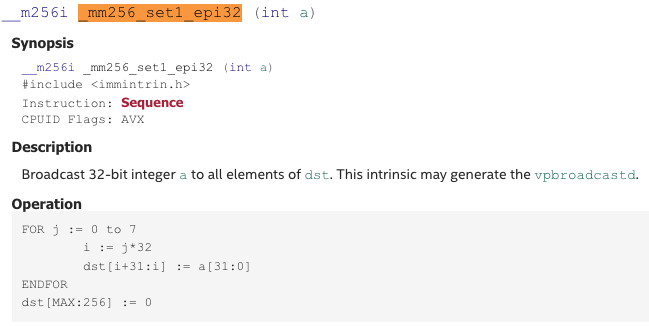 __m256i _mm256_set1_epi32 (int a)
Synopsis
__m256i _mm256_set1_epi32 (int a)
#include <immintrin.h>
Instruction: Sequence
CPUID Flags: AVX
Description
Broadcast 32-bit integer a to all elements of dst. This intrinsic may generate the vpbroadcastd.
Operation
FOR j := 0 to 7
i := j*32
dst[i+31:i] := a[31:0]
ENDFOR
dst[MAX:256] := 0